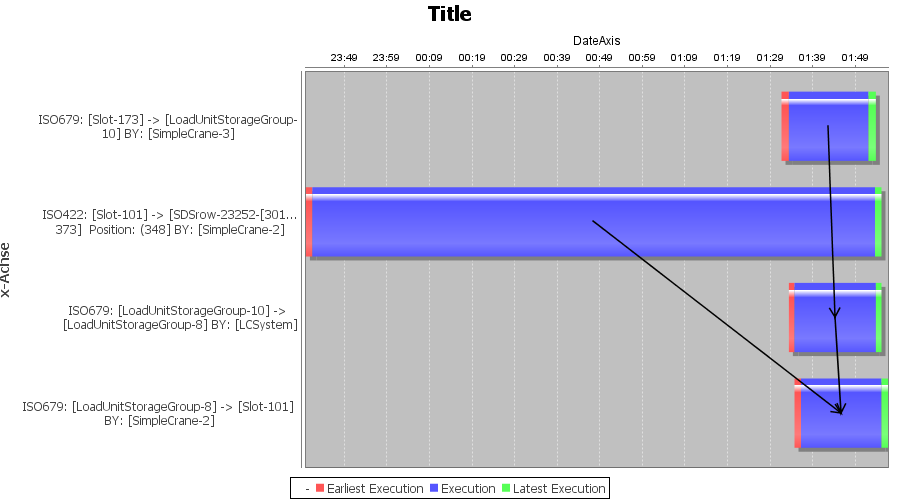 Title
DateAxis
23:49 23:59 00:09 00:19 00:29 00:39 00:49 00:59 01:09 01:19 01:29 01:39 01:49
x-Achse
ISO679: [Slot-173] -> [LoadUnitStorageGroup-
10] BY: [SimpleCrane-3]
ISO422: [Slot-101] -> [SDSrow-23252-[301...
373] Position: (348] BY: [SimpleCrane-2]
ISO679: [LoadUnitStorageGroup-10] ->
[LoadUnitStorageGroup-8] BY: [LCSystem]
ISO679: [LoadUnitStorageGroup-8] -> [Slot-101]
BY: [SimpleCrane-2]
- Earliest Execution Execution Latest Execution